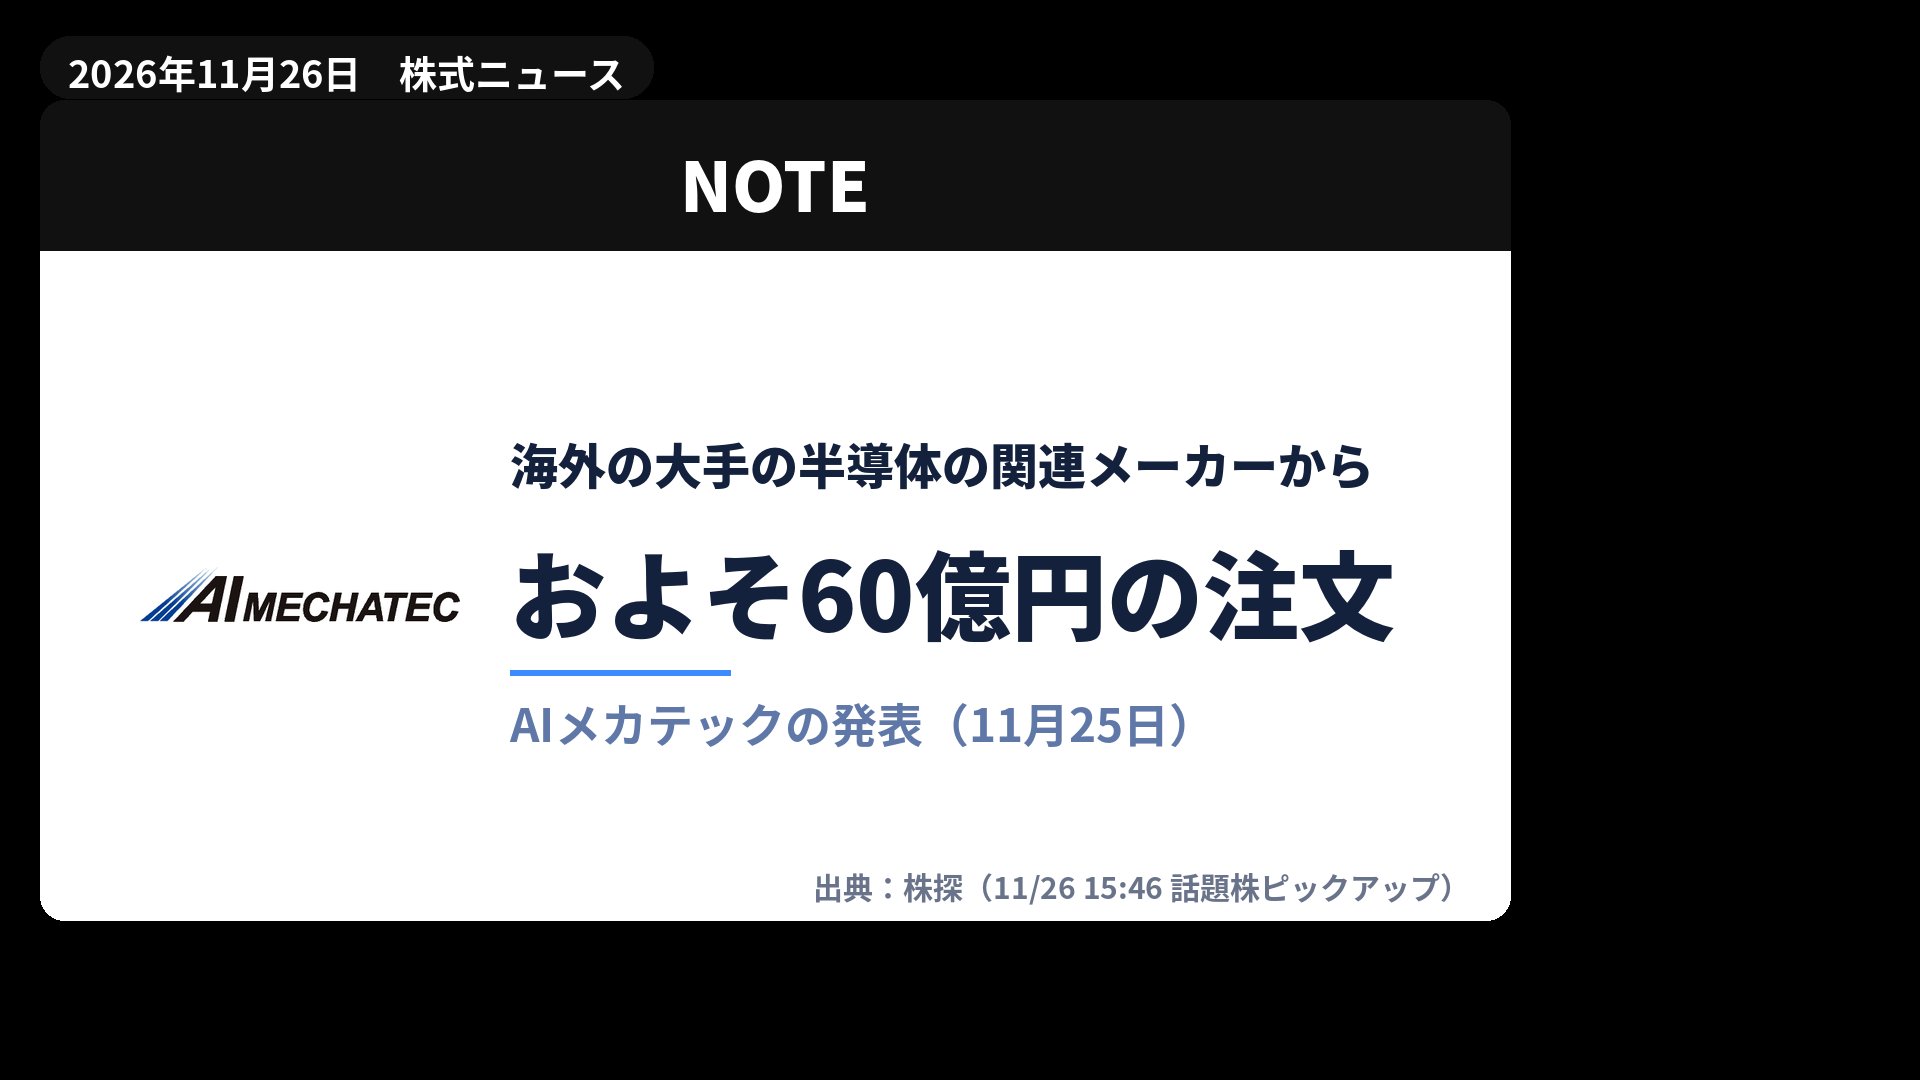 2026年11月26日　株式ニュース
NOTE
海外の大手の半導体の関連メーカーから
およそ60億円の注文
AI MECHATEC
AIメカテックの発表（11月25日）
出典：株探（11/26 15:46 話題株ピックアップ）